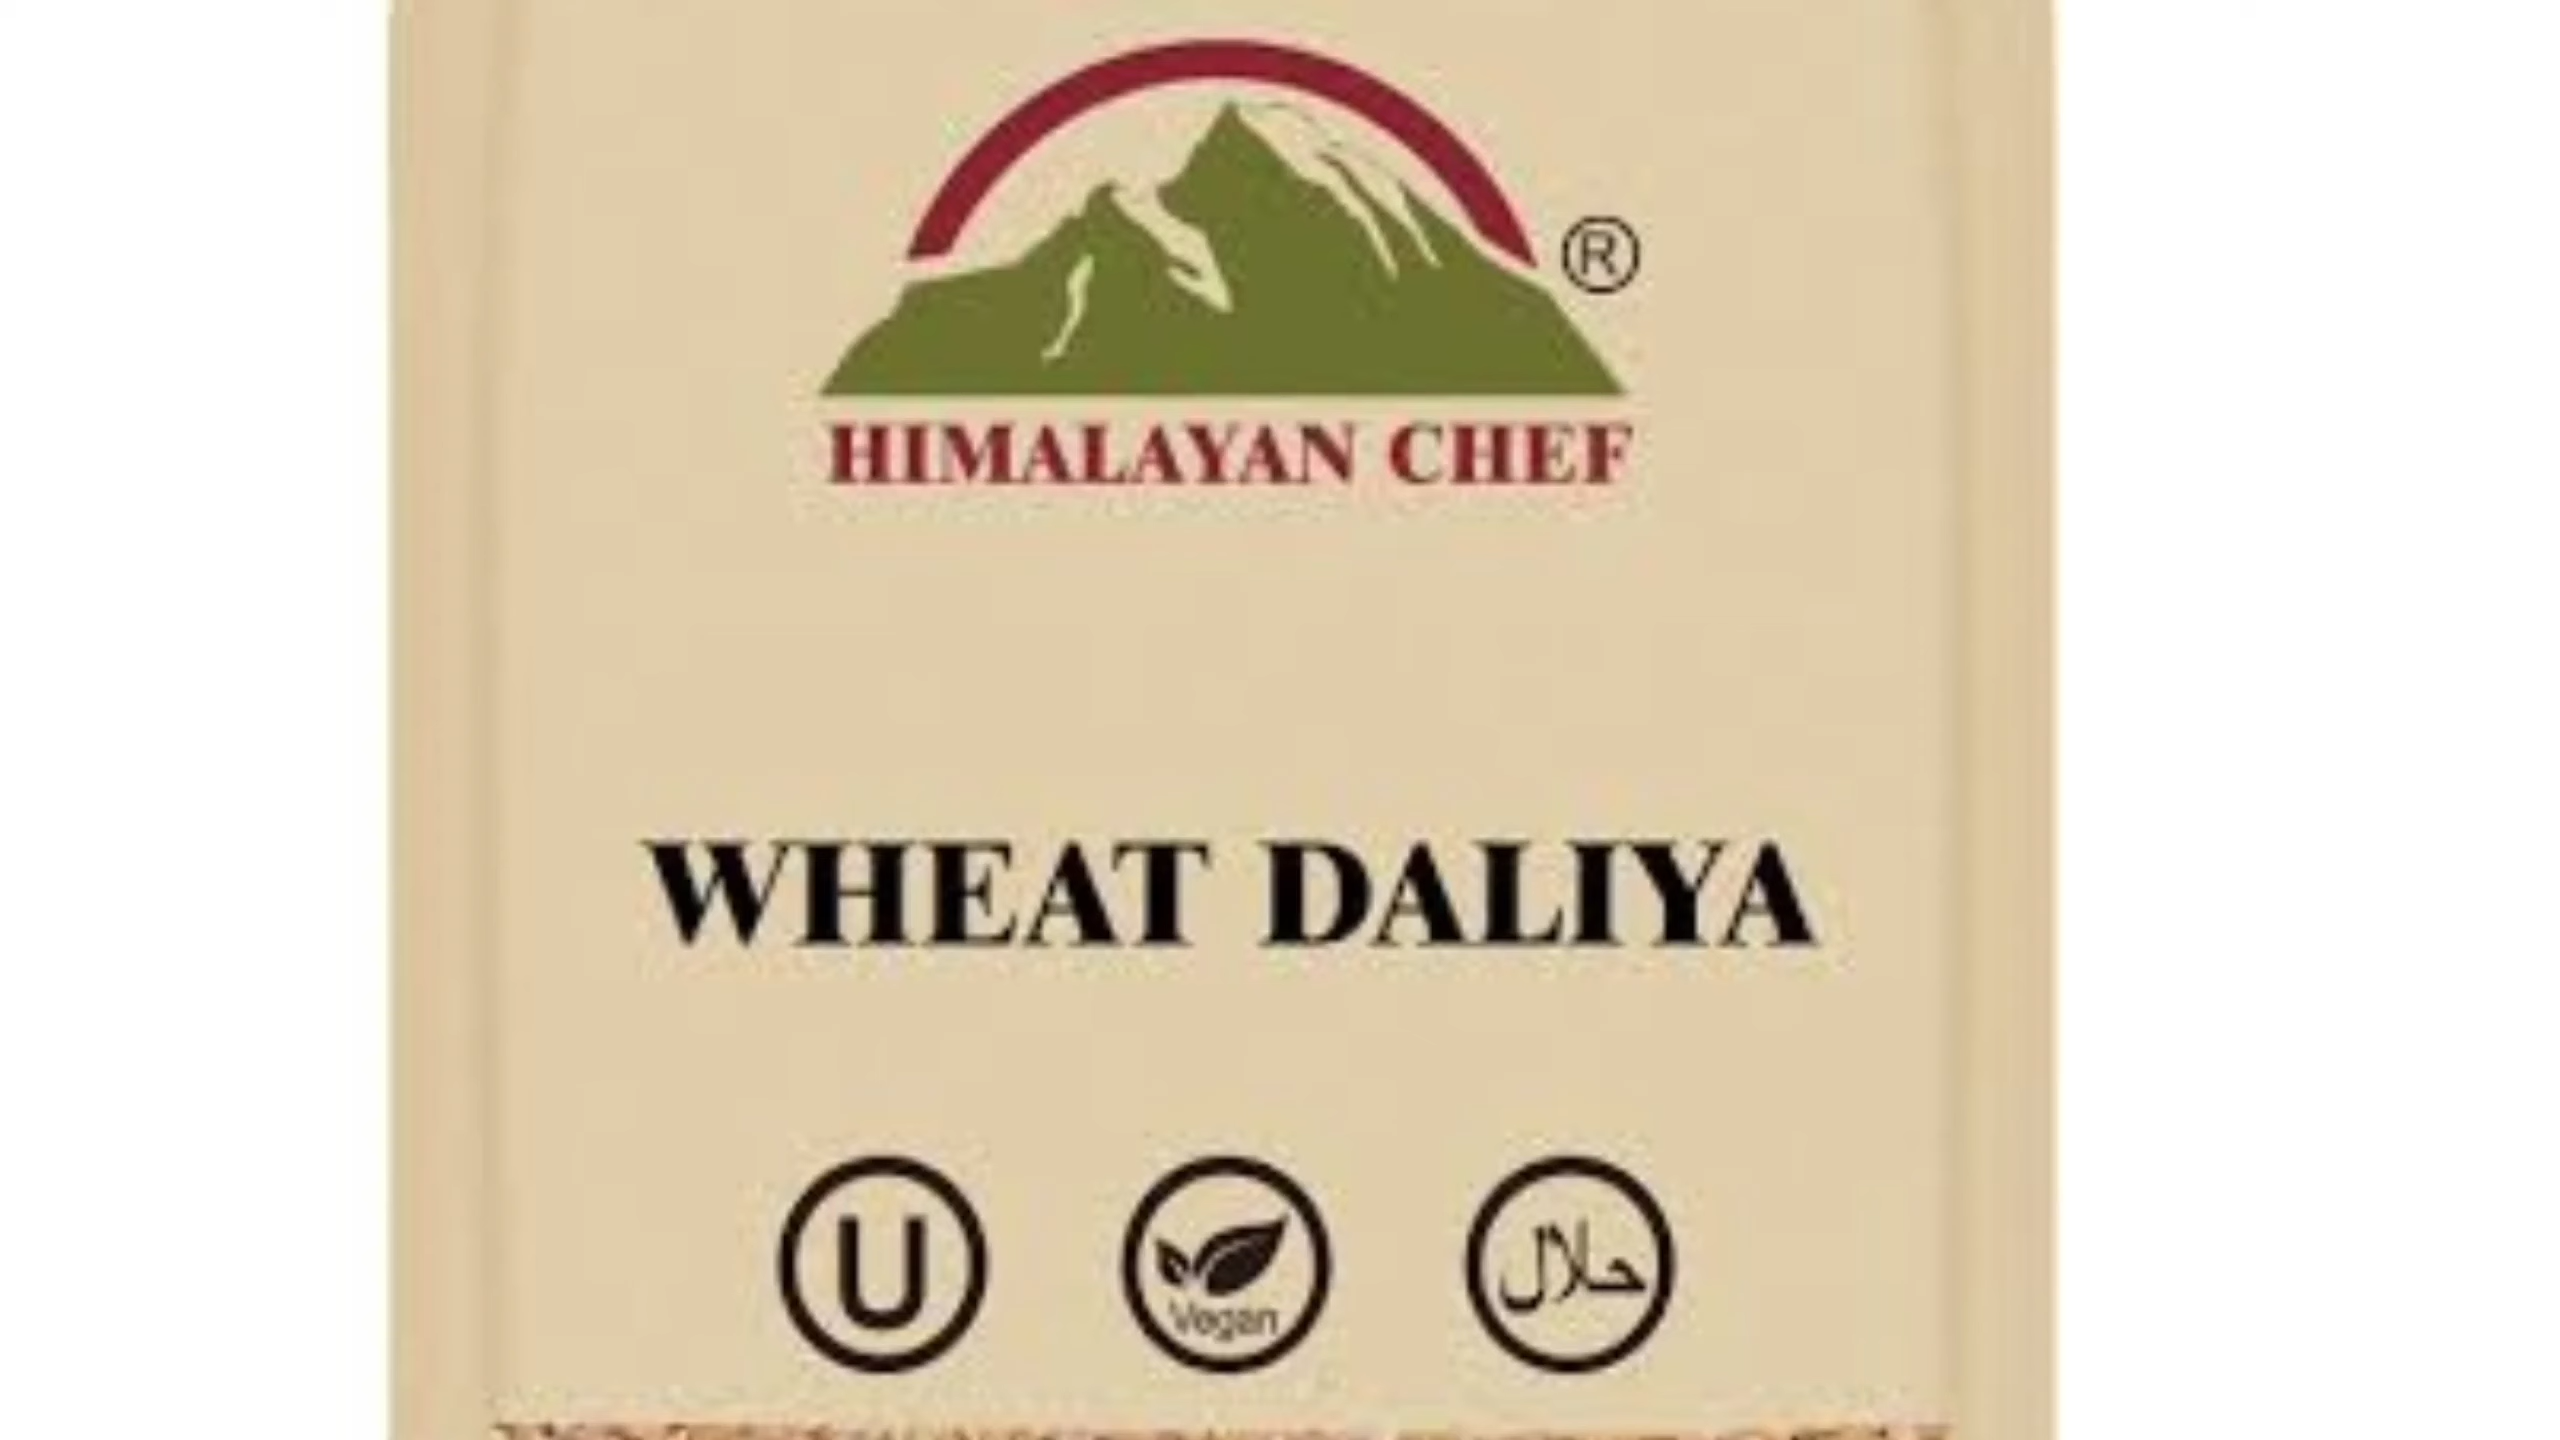 ®
HIMALAYAN CHEF
WHEAT DALIYA
U
Vegan
حلال